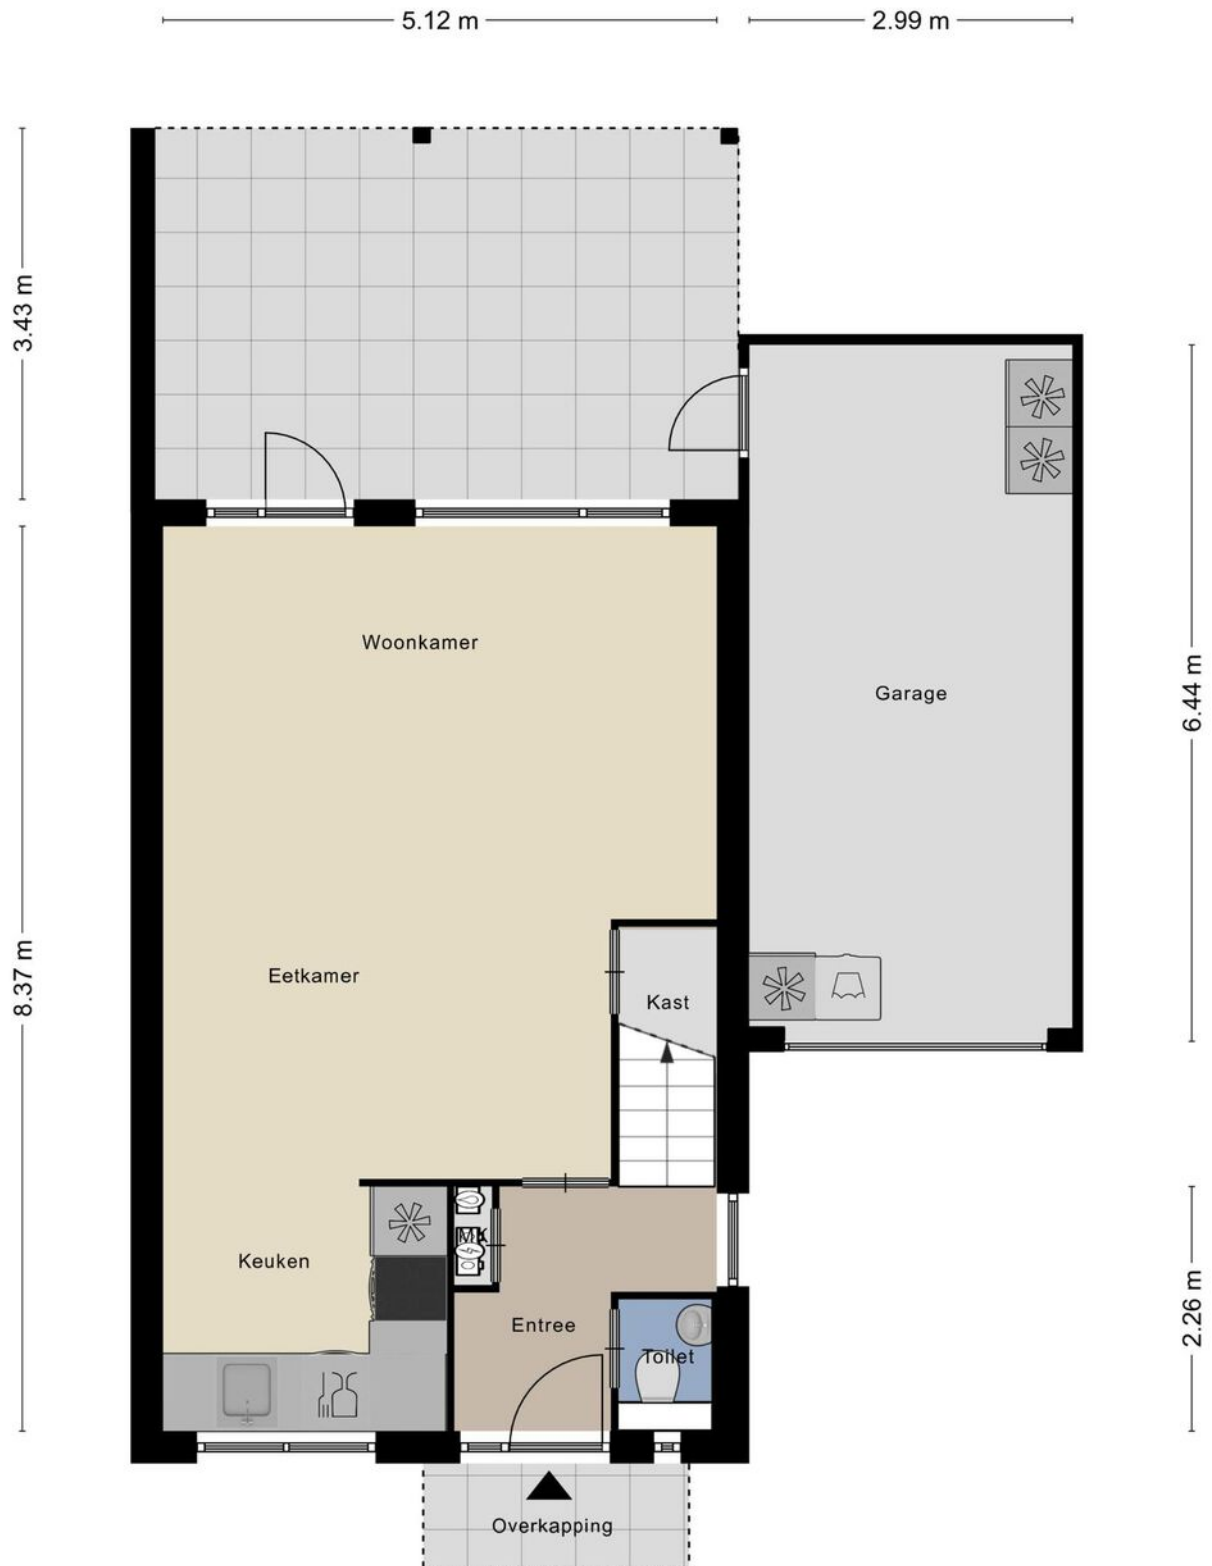 5.12 m
2.99 m
3.43 m
Woonkamer
Garage
6.44 m
8.37 m
Eetkamer
Kast
MK
Keuken
Entree
2.26 m
Toilet
Overkapping